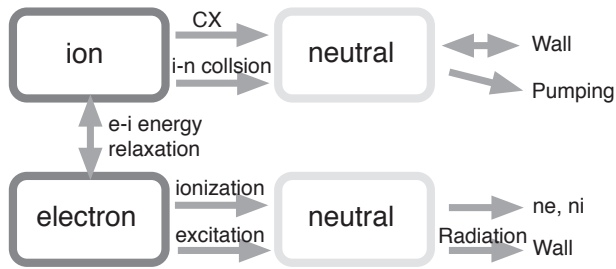 CX
ion
neutral
Wall
i-n collsion
Pumping
e-i energy
relaxation
ionization
electron
neutral
ne, ni
excitation
Radiation
Wall